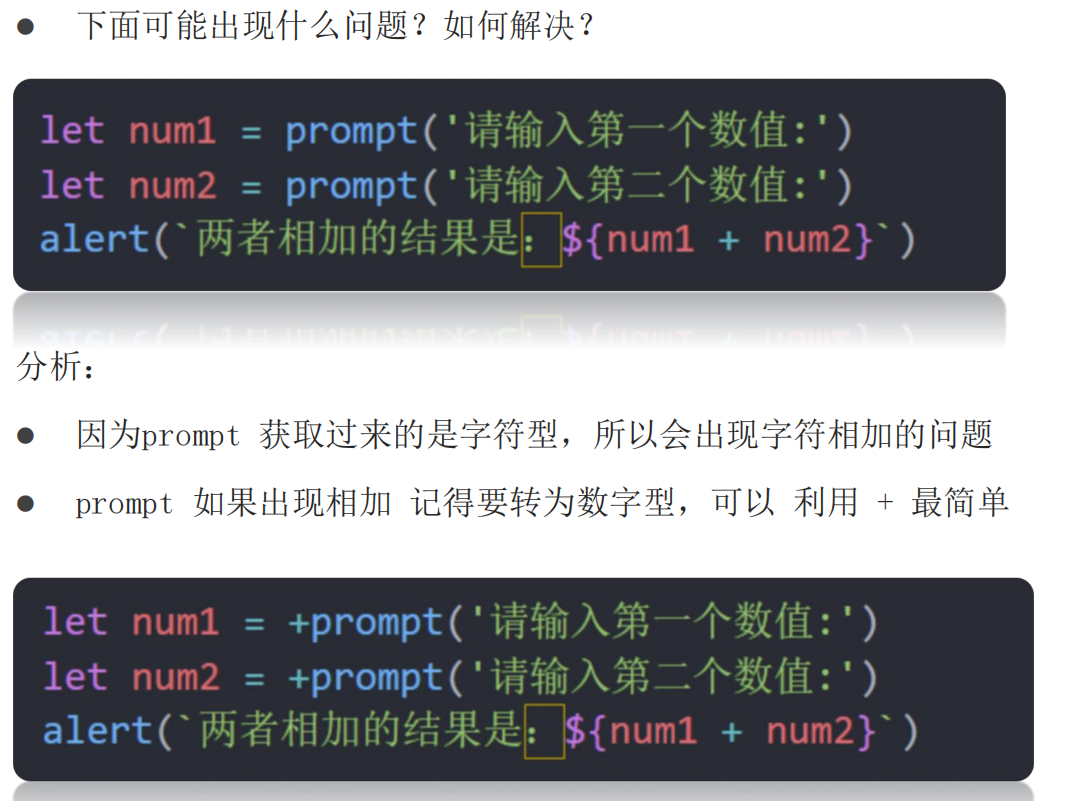 ● 下面可能出现什么问题？如何解决？
let num1 = prompt('请输入第一个数值:')
let num2 = prompt('请输入第二个数值:')
alert(`两者相加的结果是：${num1 + num2}`)
分析：
● 因为prompt 获取过来的是字符型，所以会出现字符相加的问题
● prompt 如果出现相加 记得要转为数字型，可以 利用 + 最简单
let num1 = +prompt('请输入第一个数值:')
let num2 = +prompt('请输入第二个数值:')
alert(`两者相加的结果是：${num1 + num2}`)